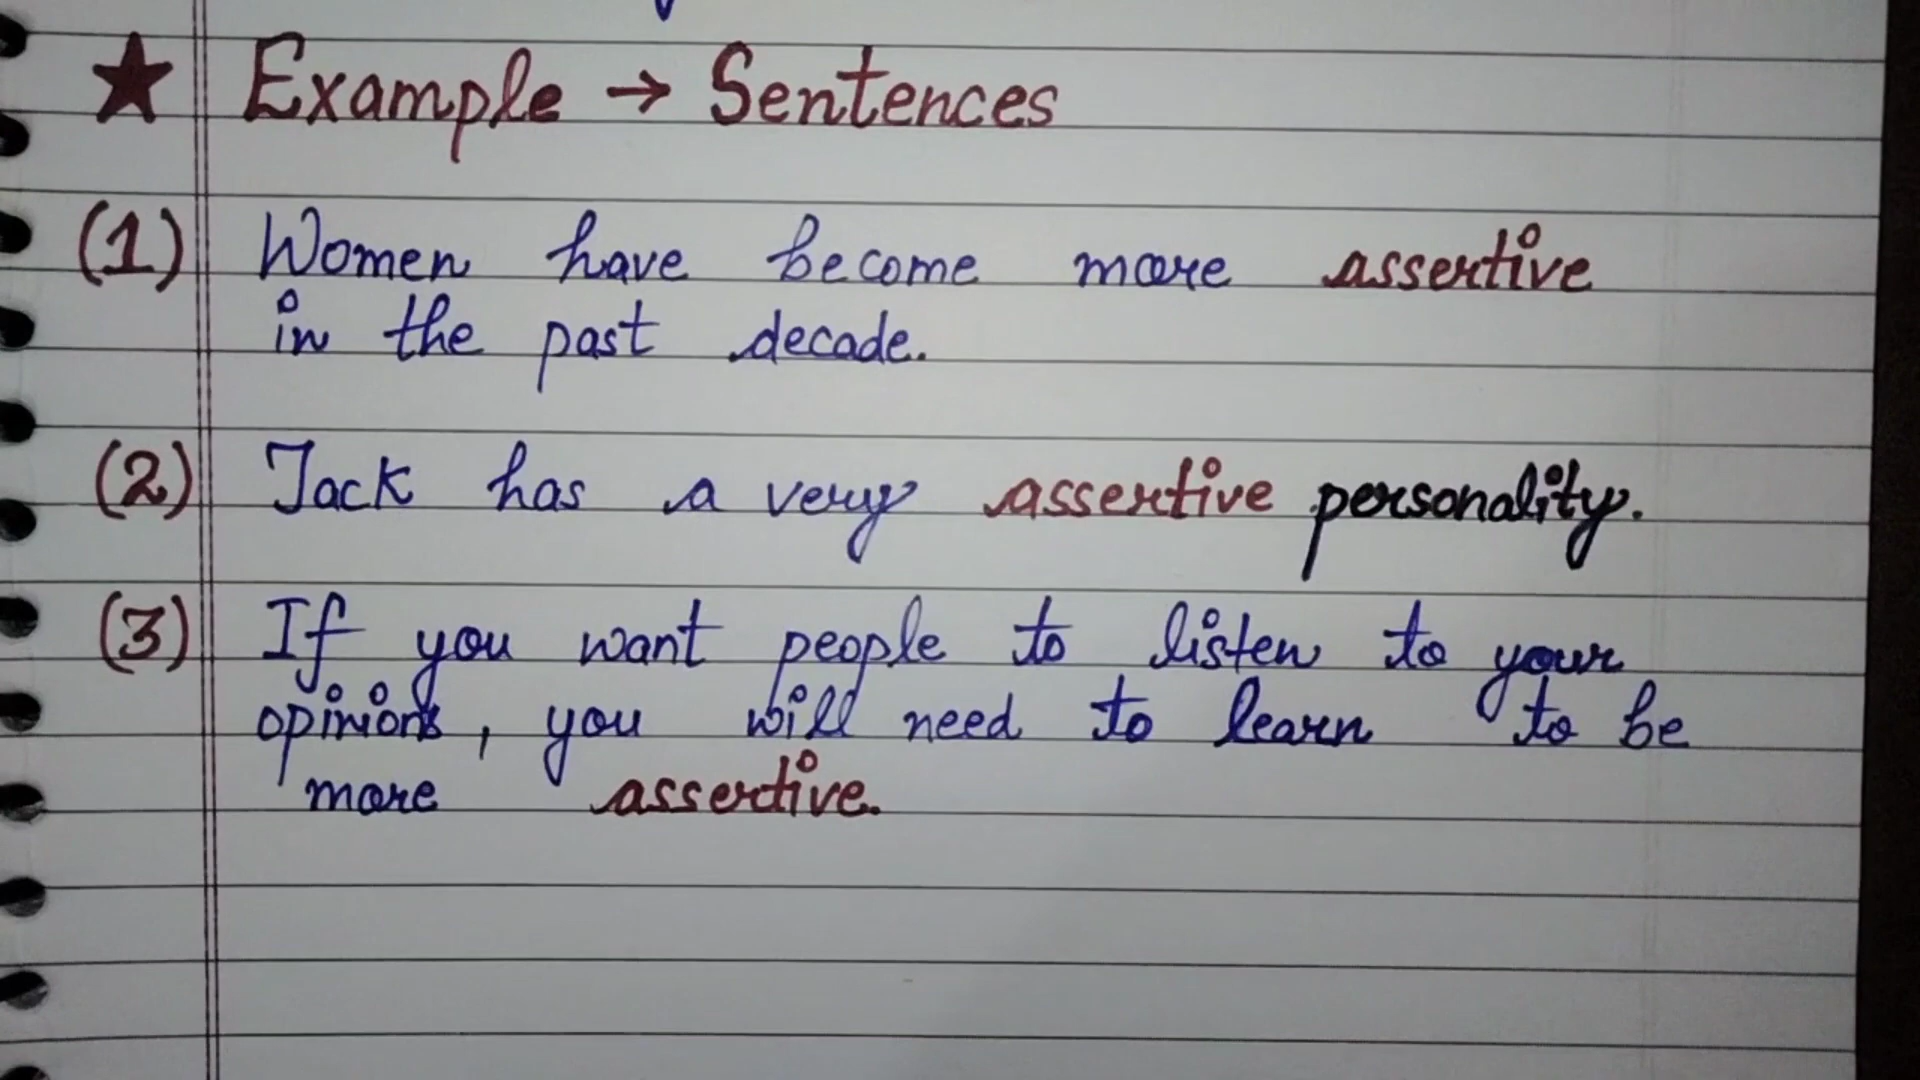 ★ Example → Sentences
(1) Women have become more assertive
in the past decade.
(2) Jack has a very assertive personality.
(3) If you want people to listen to your
opinions, you will need to learn to be
more assertive.